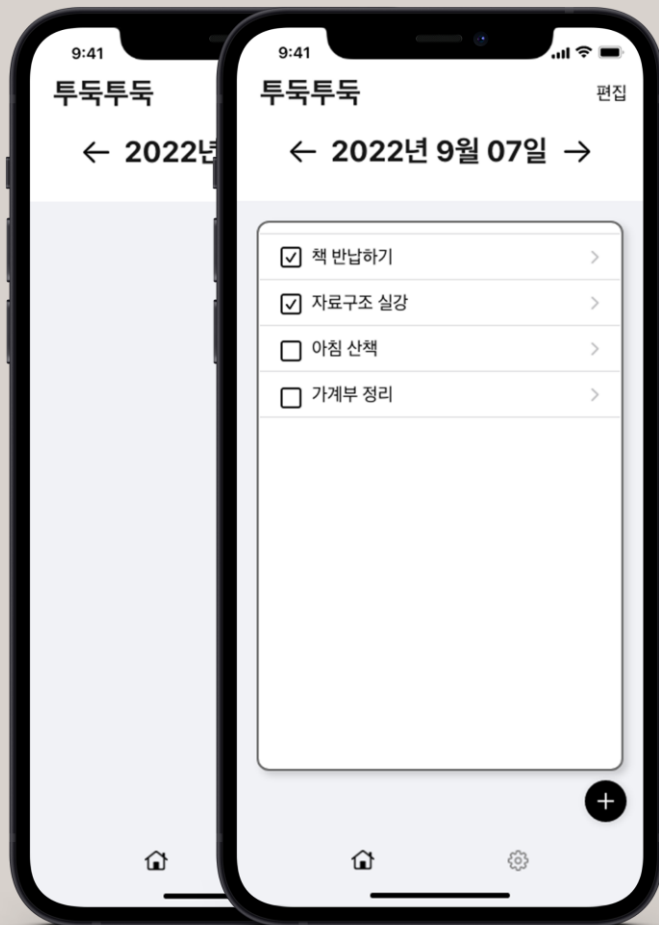 9:41
투둑투둑
← 2022년
9:41
투둑투둑
편집
← 2022년 9월 07일 →
책 반납하기
자료구조 실강
아침 산책
가계부 정리